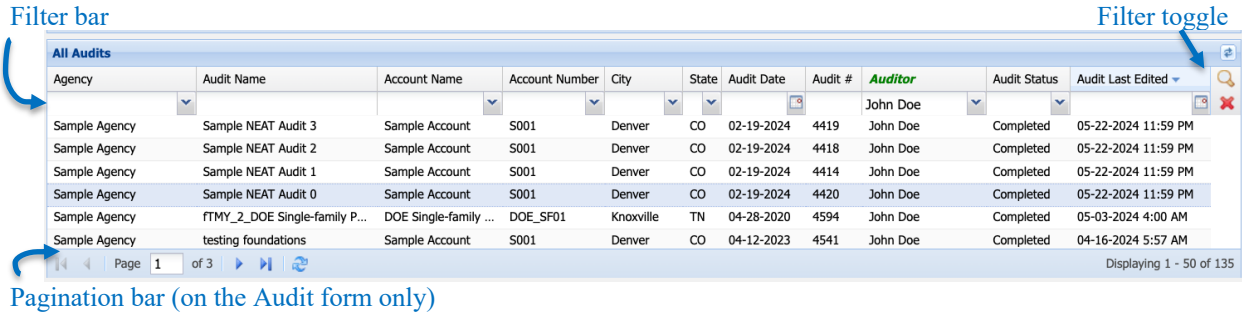 Filter bar Filter toggle
All Audits
Agency Audit Name Account Name Account Number City State Audit Date Audit # Auditor Audit Status Audit Last Edited
John Doe
Sample Agency Sample NEAT Audit 3 Sample Account S001 Denver CO 02-19-2024 4419 John Doe Completed 05-22-2024 11:59 PM
Sample Agency Sample NEAT Audit 2 Sample Account S001 Denver CO 02-19-2024 4418 John Doe Completed 05-22-2024 11:59 PM
Sample Agency Sample NEAT Audit 1 Sample Account S001 Denver CO 02-19-2024 4414 John Doe Completed 05-22-2024 11:59 PM
Sample Agency Sample NEAT Audit 0 Sample Account S001 Denver CO 02-19-2024 4420 John Doe Completed 05-22-2024 11:59 PM
Sample Agency fTMY_2_DOE Single-family P... DOE Single-family ... DOE_SF01 Knoxville TN 04-28-2020 4594 John Doe Completed 05-03-2024 4:00 AM
Sample Agency testing foundations Sample Account S001 Denver CO 04-12-2023 4541 John Doe Completed 04-16-2024 5:57 AM
Page 1 of 3 Displaying 1 - 50 of 135
Pagination bar (on the Audit form only)